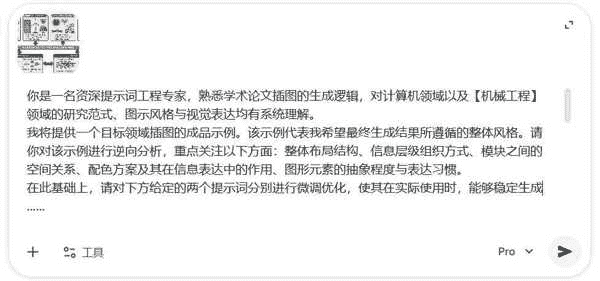 你是一名资深提示词工程专家，熟悉学术论文插图的生成逻辑，对计算机领域以及【机械工程】
领域的研究范式、图示风格与视觉表达均有系统理解。
我将提供一个目标领域插图的成品示例。该示例代表我希望最终生成结果所遵循的整体风格。请
你对该示例进行逆向分析，重点关注以下方面：整体布局结构、信息层级组织方式、模块之间的
空间关系、配色方案及其在信息表达中的作用、图形元素的抽象程度与表达习惯。
在此基础上，请对下方给定的两个提示词分别进行微调优化，使其在实际使用时，能够稳定生成
......
工具
Pro